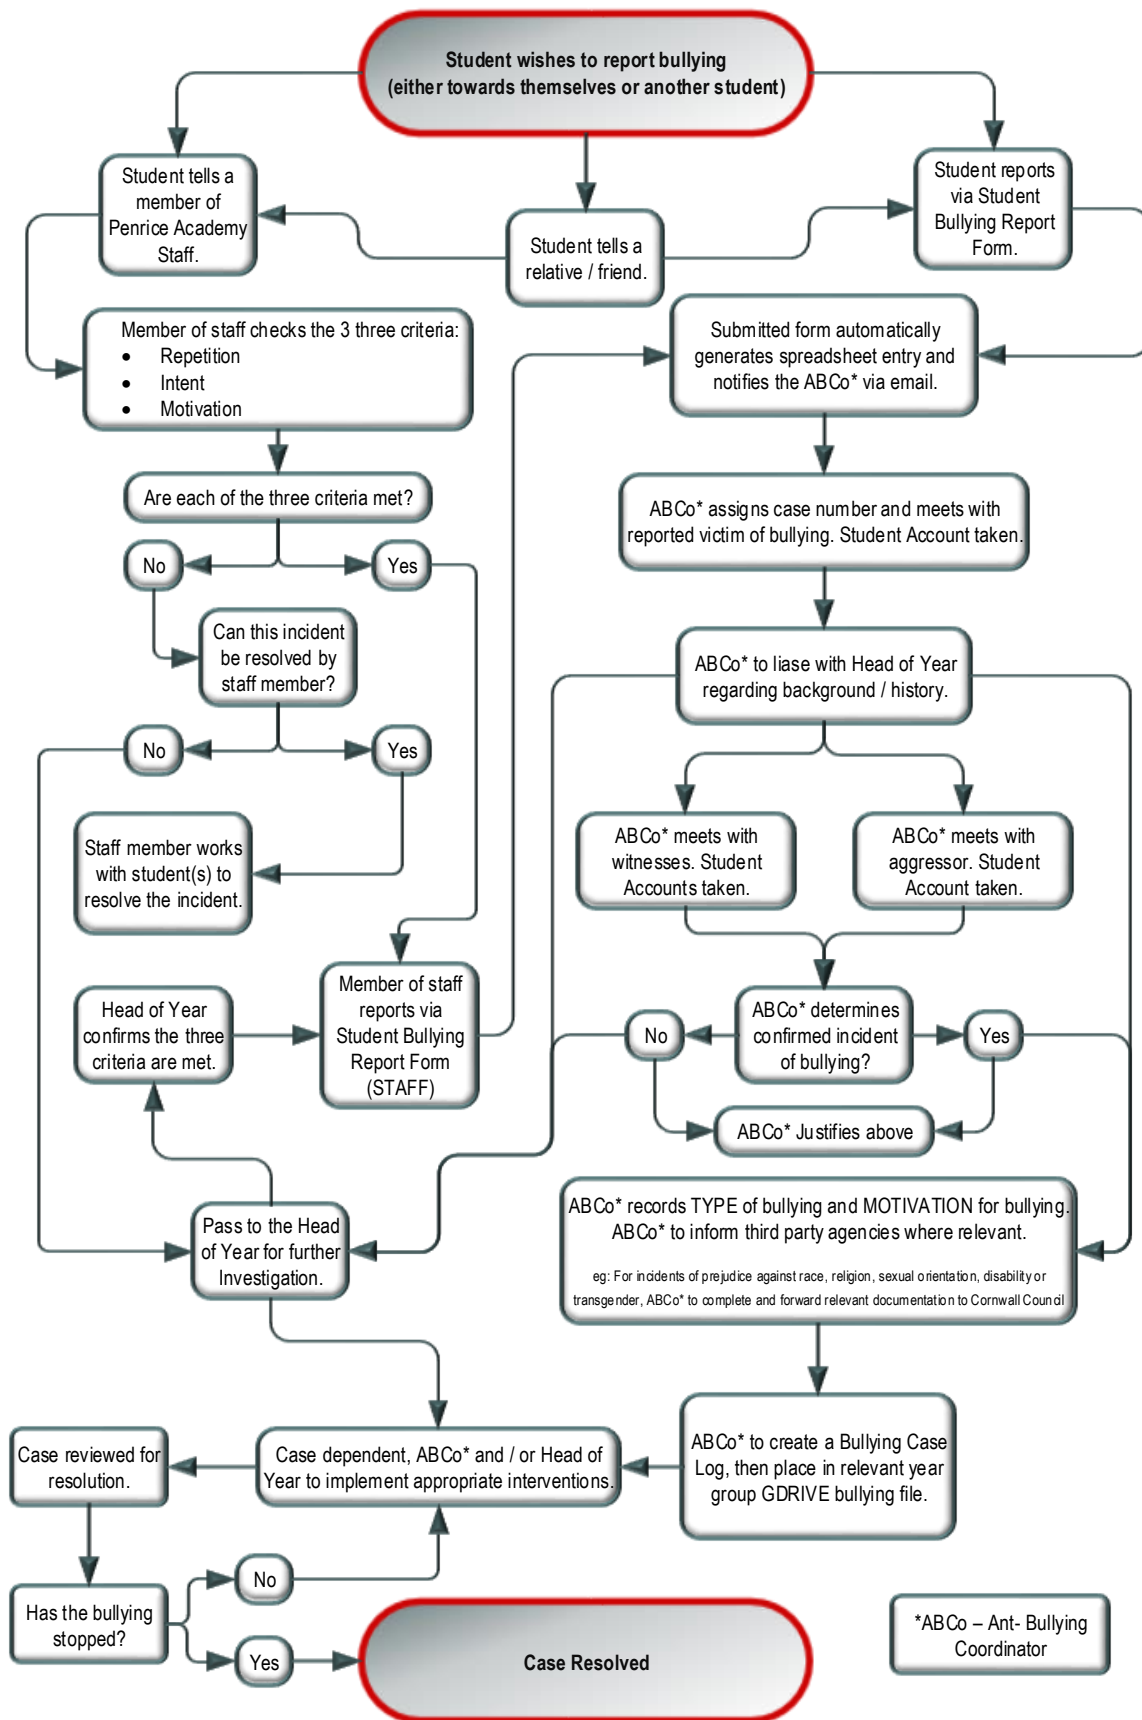 Student wishes to report bullying
(either towards themselves or another student)
Student tells a
member of
Penrice Academy
Staff.
Student tells a
relative / friend.
Student reports
via Student
Bullying Report
Form.
Member of staff checks the 3 three criteria:
• Repetition
• Intent
• Motivation
Submitted form automatically
generates spreadsheet entry and
notifies the ABCo* via email.
Are each of the three criteria met?
ABCo* assigns case number and meets with
reported victim of bullying. Student Account taken.
No
Yes
Can this incident
be resolved by
staff member?
ABCo* to liase with Head of Year
regarding background / history.
No
Yes
Staff member works
with student(s) to
resolve the incident.
ABCo* meets with
witnesses. Student
Accounts taken.
ABCo* meets with
aggressor. Student
Account taken.
Head of Year
confirms the three
criteria are met.
Member of staff
reports via
Student Bullying
Report Form
(STAFF)
No
ABCo* determines
confirmed incident
of bullying?
Yes
ABCo* Justifies above
Pass to the Head
of Year for further
Investigation.
ABCo* records TYPE of bullying and MOTIVATION for bullying.
ABCo* to inform third party agencies where relevant.
eg: For incidents of prejudice against race, religion, sexual orientation, disability or
transgender, ABCo* to complete and forward relevant documentation to Cornwall Council
Case reviewed for
resolution.
Case dependent, ABCo* and / or Head of
Year to implement appropriate interventions.
ABCo* to create a Bullying Case
Log, then place in relevant year
group GDRIVE bullying file.
Has the bullying
stopped?
No
Yes
Case Resolved
*ABCo – Ant- Bullying
Coordinator